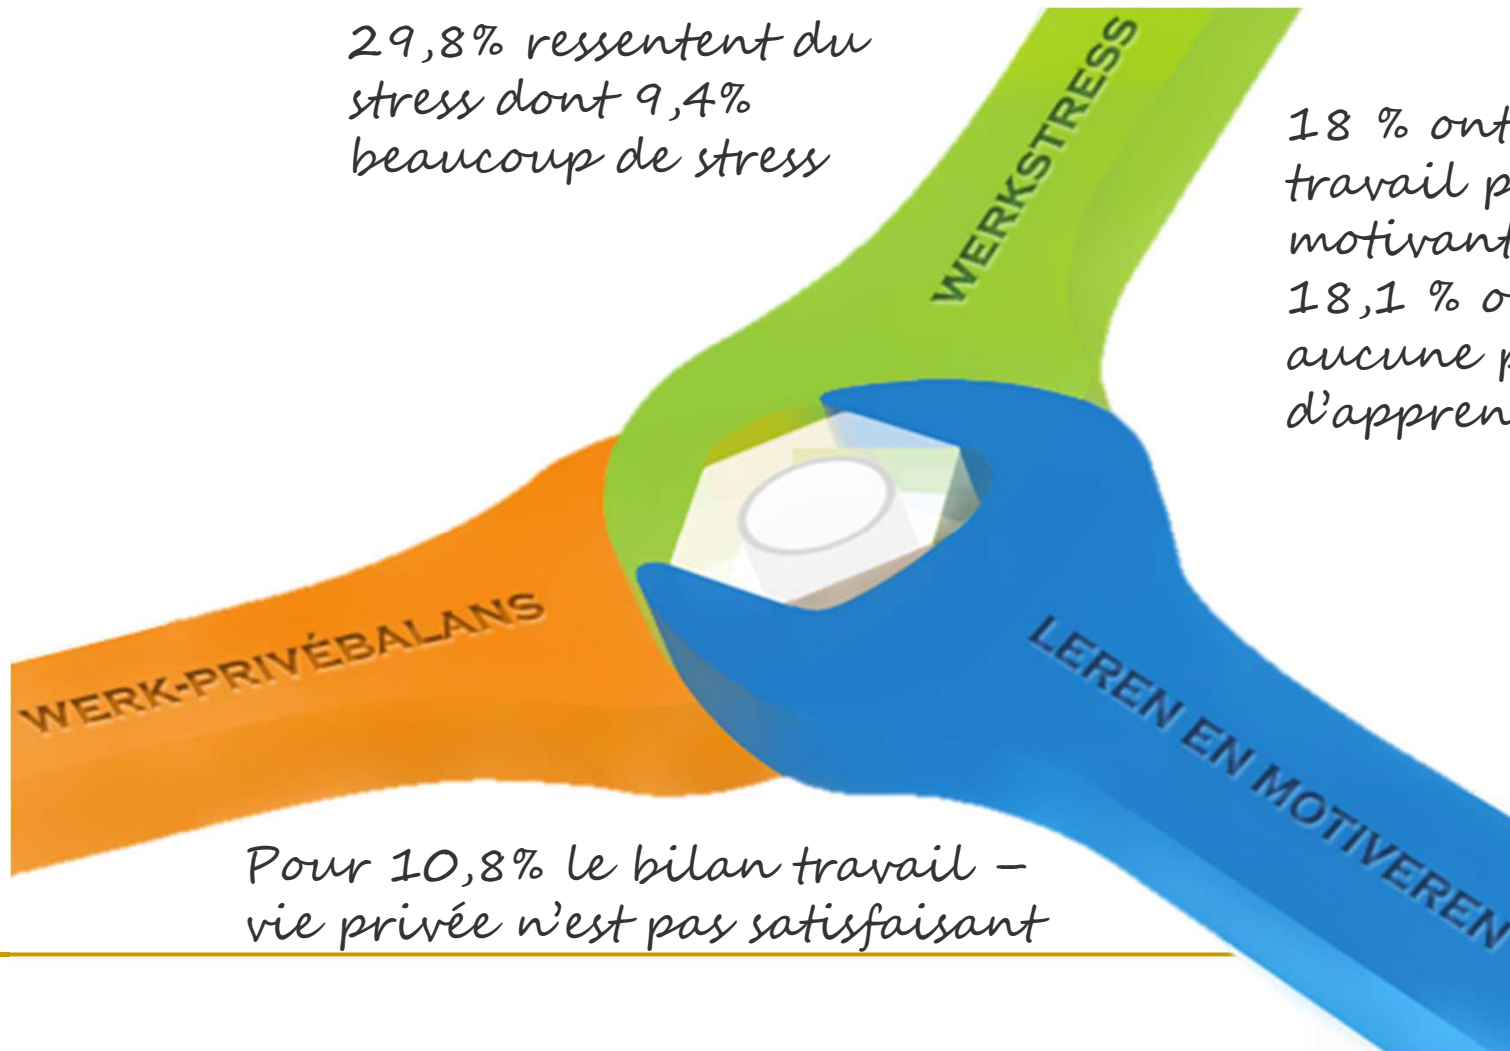 29,8% ressentent du
stress dont 9,4%
beaucoup de stress
WERKSTRESS
18 % ont
travail
motivant
18,1 %
aucune
d'appren
WERK-PRIVÉBALANS
LEREN EN MOTIVEREN
Pour 10,8% le bilan travail –
vie privée n'est pas satisfaisant